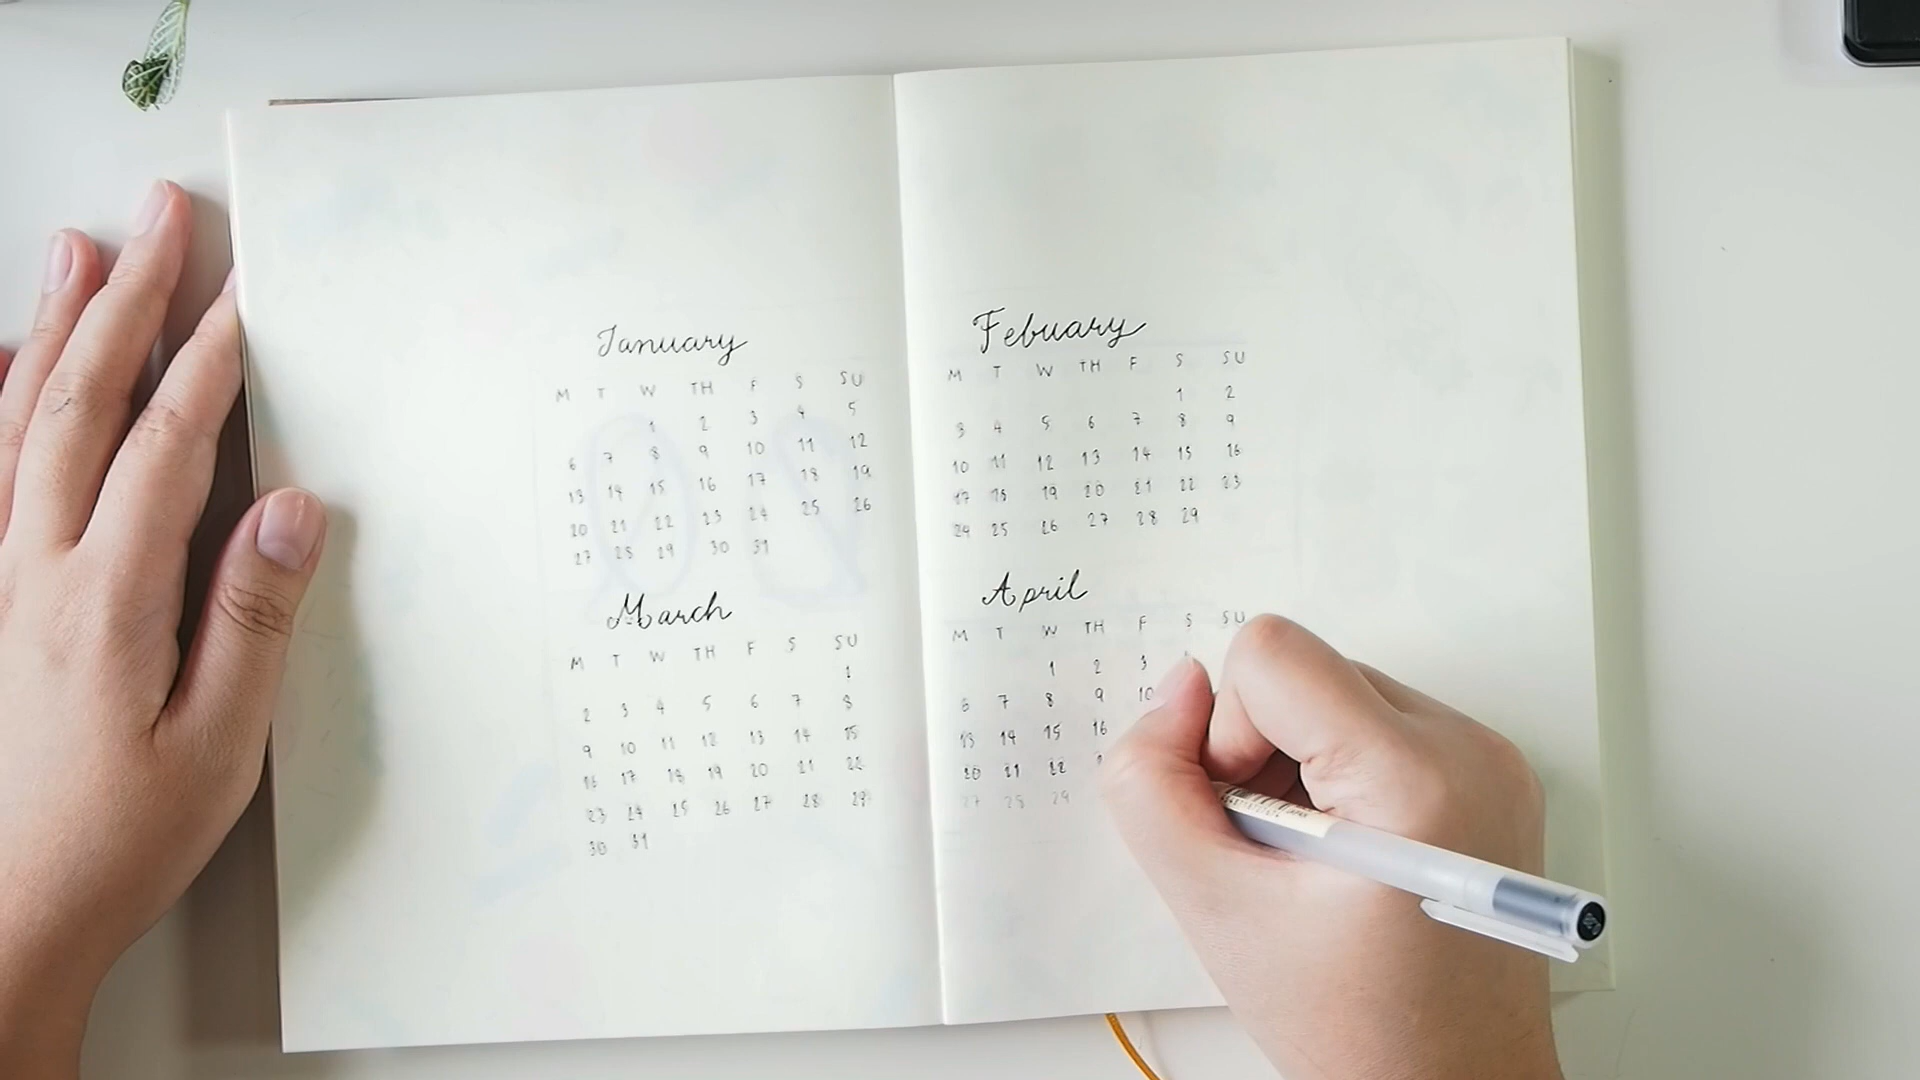 January
M T W TH F S SU
1 2 3 4 5
6 7 8 9 10 11 12
13 14 15 16 17 18 19
20 21 22 23 24 25 26
27 28 29 30 31
Febuary
M T W TH F S SU
1 2
3 4 5 6 7 8 9
10 11 12 13 14 15 16
17 18 19 20 21 22 23
24 25 26 27 28 29
March
M T W TH F S SU
1
2 3 4 5 6 7 8
9 10 11 12 13 14 15
16 17 18 19 20 21 22
23 24 25 26 27 28 29
30 31
April
M T W TH F S SU
1 2 3
6 7 8 9 10
13 14 15 16
20 21 22
27 28 29